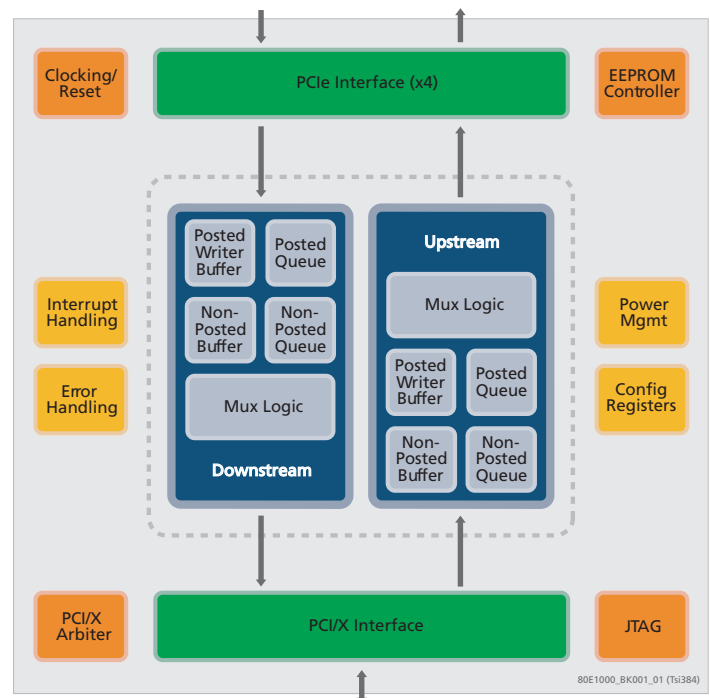 Clocking/
Reset
PCIe Interface (x4)
EEPROM
Controller
Posted
Writer
Buffer
Posted
Queue
Non-
Posted
Buffer
Non-
Posted
Queue
Mux Logic
Downstream
Upstream
Mux Logic
Posted
Writer
Buffer
Posted
Queue
Non-
Posted
Buffer
Non-
Posted
Queue
Interrupt
Handling
Error
Handling
Power
Mgmt
Config
Registers
PCI/X
Arbiter
PCI/X Interface
JTAG
80E1000_BK001_01 (Tsi384)